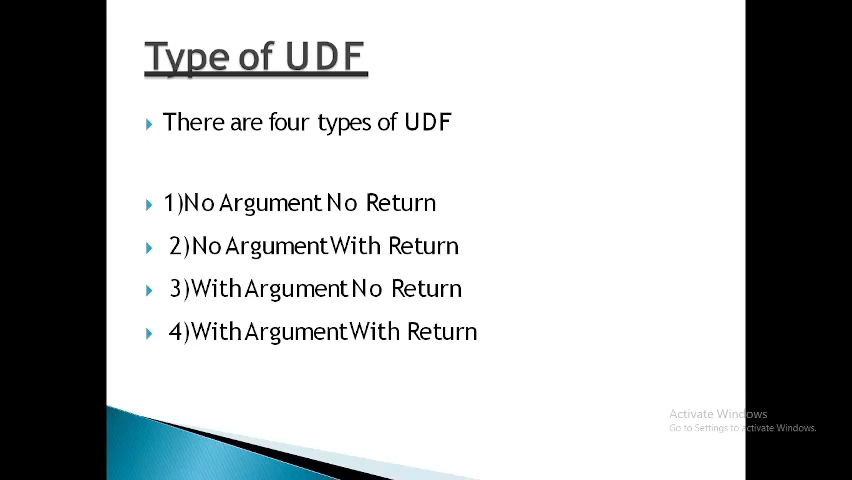 Type of UDF
There are four types of UDF
1)No Argument No Return
2)No Argument With Return
3)With Argument No Return
4)With Argument With Return
Activate Windows
Go to Settings to activate Windows.